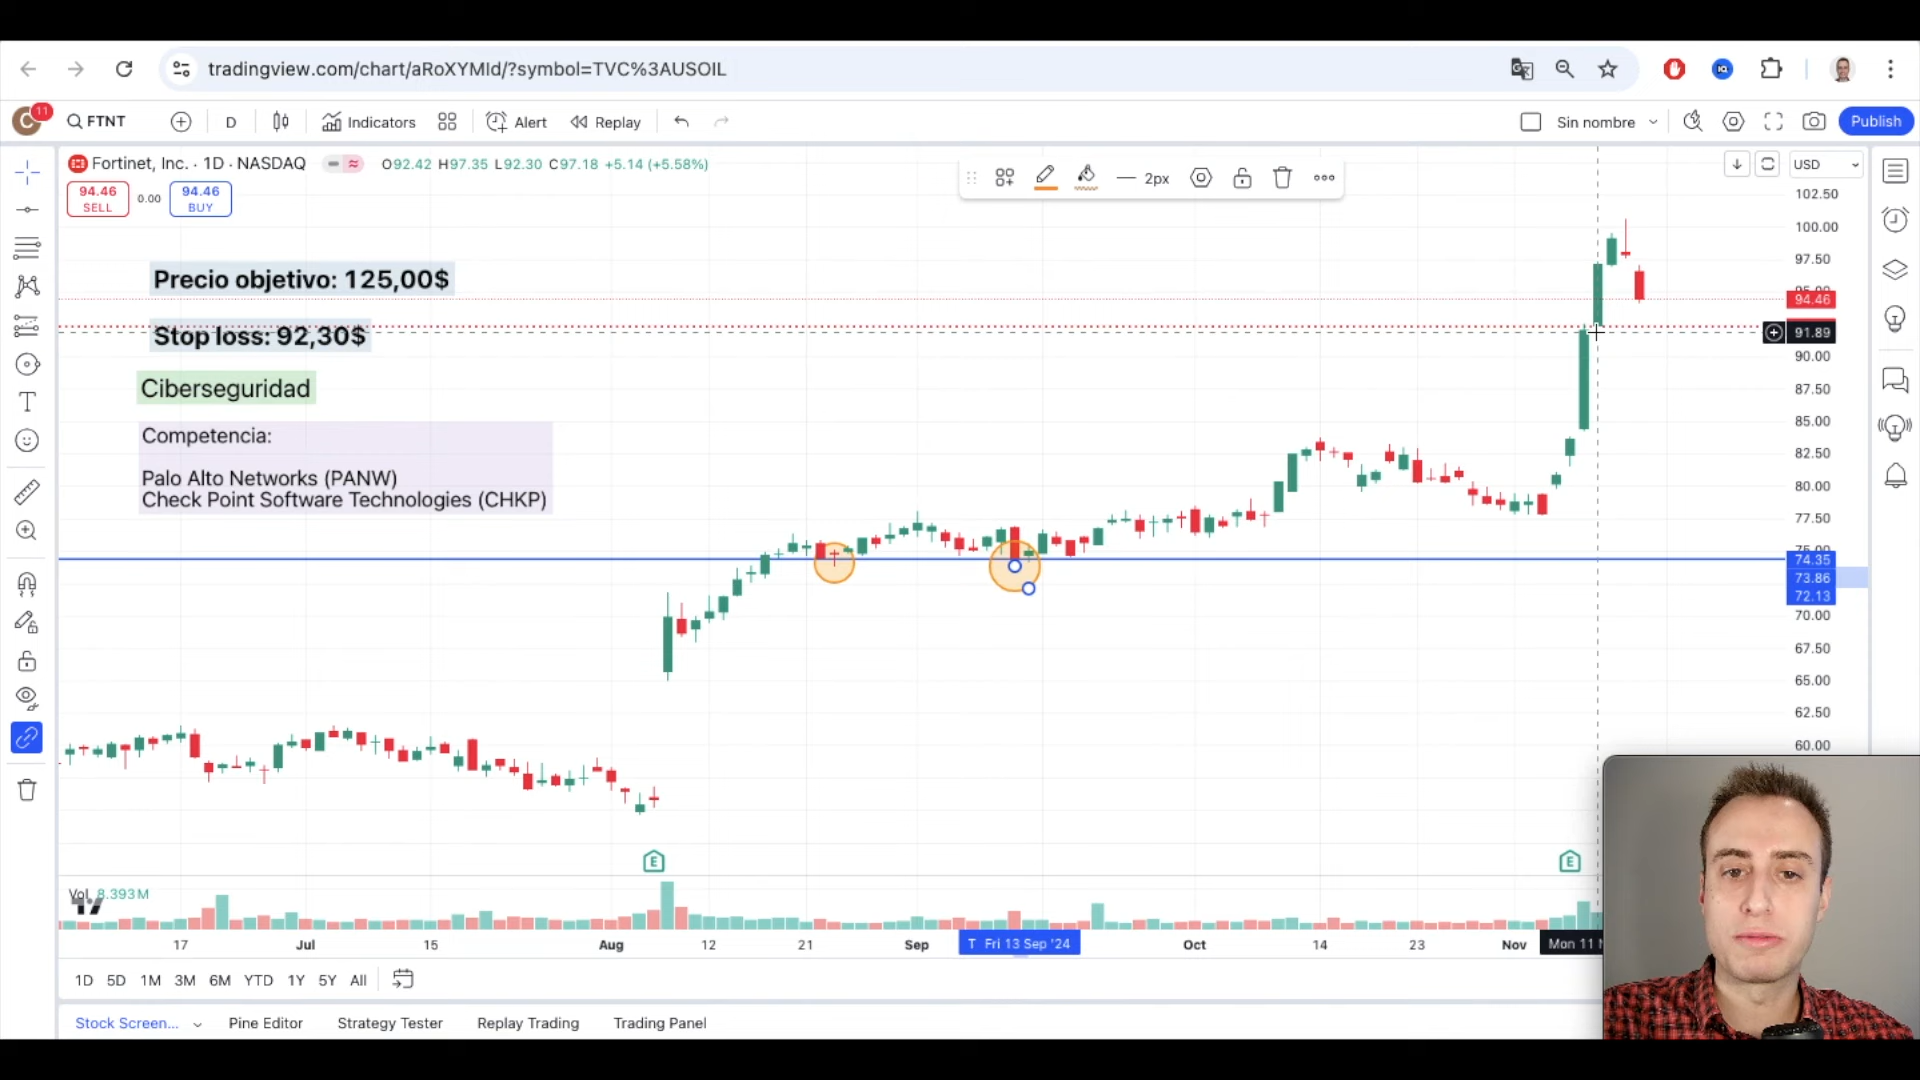 tradingview.com/chart/aRoXYMld/?symbol=TVC%3AUSOIL
C 11 FTNT D Indicators Alert Replay Sin nombre Publish
Fortinet, Inc. · 1D · NASDAQ O92.42 H97.35 L92.30 C97.18 +5.14 (+5.58%)
USD
94.46 SELL 0.00 94.46 BUY
2px
Precio objetivo: 125,00$
Stop loss: 92,30$
Ciberseguridad
Competencia:
Palo Alto Networks (PANW)
Check Point Software Technologies (CHKP)
102.50
100.00
97.50
94.46
91.89
90.00
87.50
85.00
82.50
80.00
77.50
74.35
73.86
72.13
70.00
67.50
65.00
62.50
60.00
E E
Vol 8.393M
17 Jul 15 Aug 12 21 Sep T Fri 13 Sep '24 Oct 14 23 Nov Mon 11
1D 5D 1M 3M 6M YTD 1Y 5Y All
Stock Screen... Pine Editor Strategy Tester Replay Trading Trading Panel